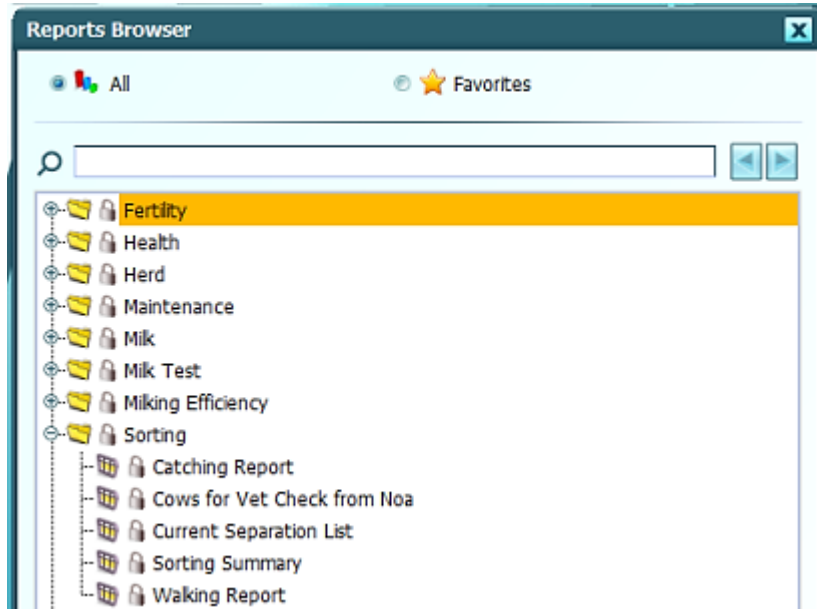 Reports Browser
All
Favorites
Fertility
Health
Herd
Maintenance
Milk
Milk Test
Milking Efficiency
Sorting
Catching Report
Cows for Vet Check from Noa
Current Separation List
Sorting Summary
Walking Report